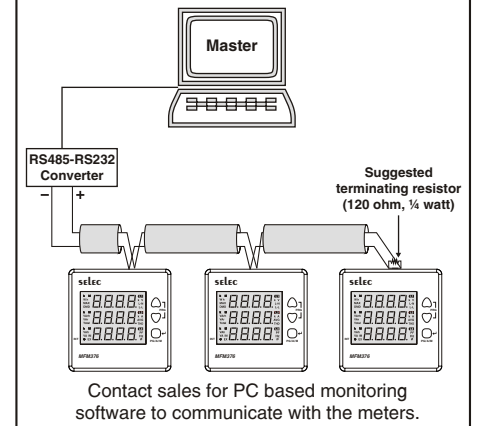 Master
RS485-RS232
Converter
– +
Suggested
terminating resistor
(120 ohm, ¼ watt)
selec selec selec
MFM376 MFM376 MFM376
Contact sales for PC based monitoring
software to communicate with the meters.